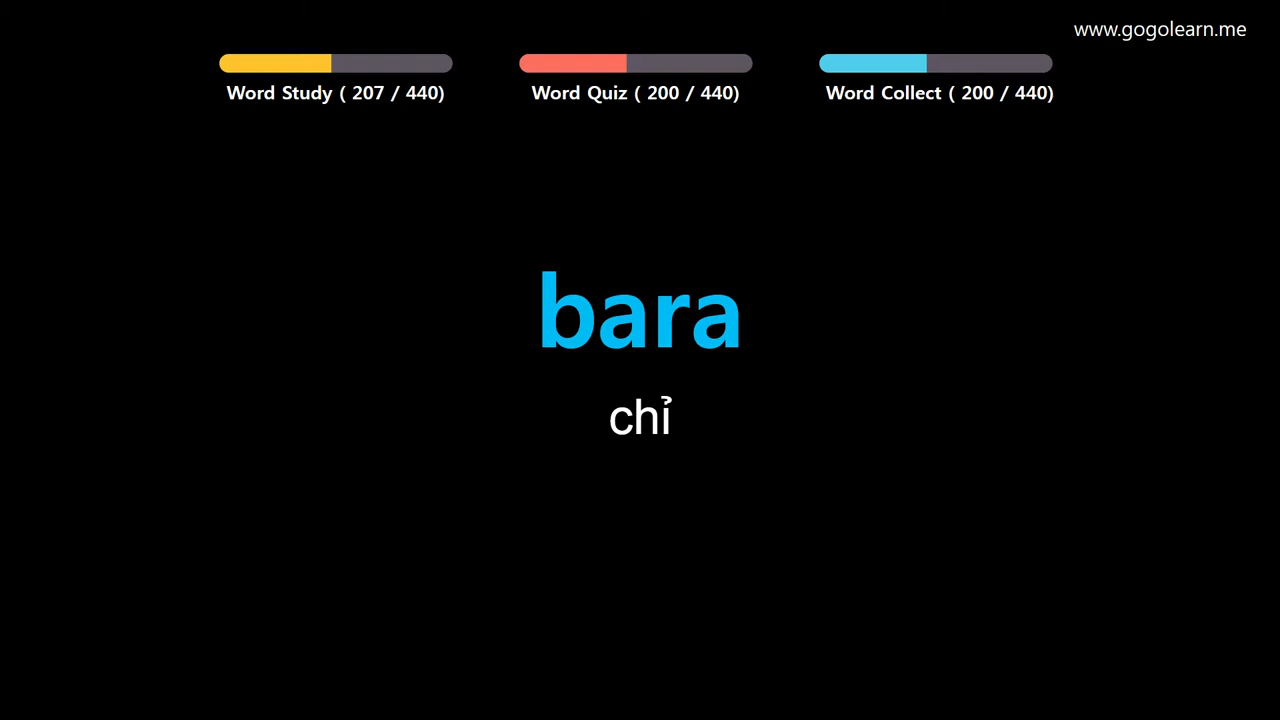 www.gogolearn.me
Word Study ( 207 / 440)
Word Quiz ( 200 / 440)
Word Collect ( 200 / 440)
bara
chỉ